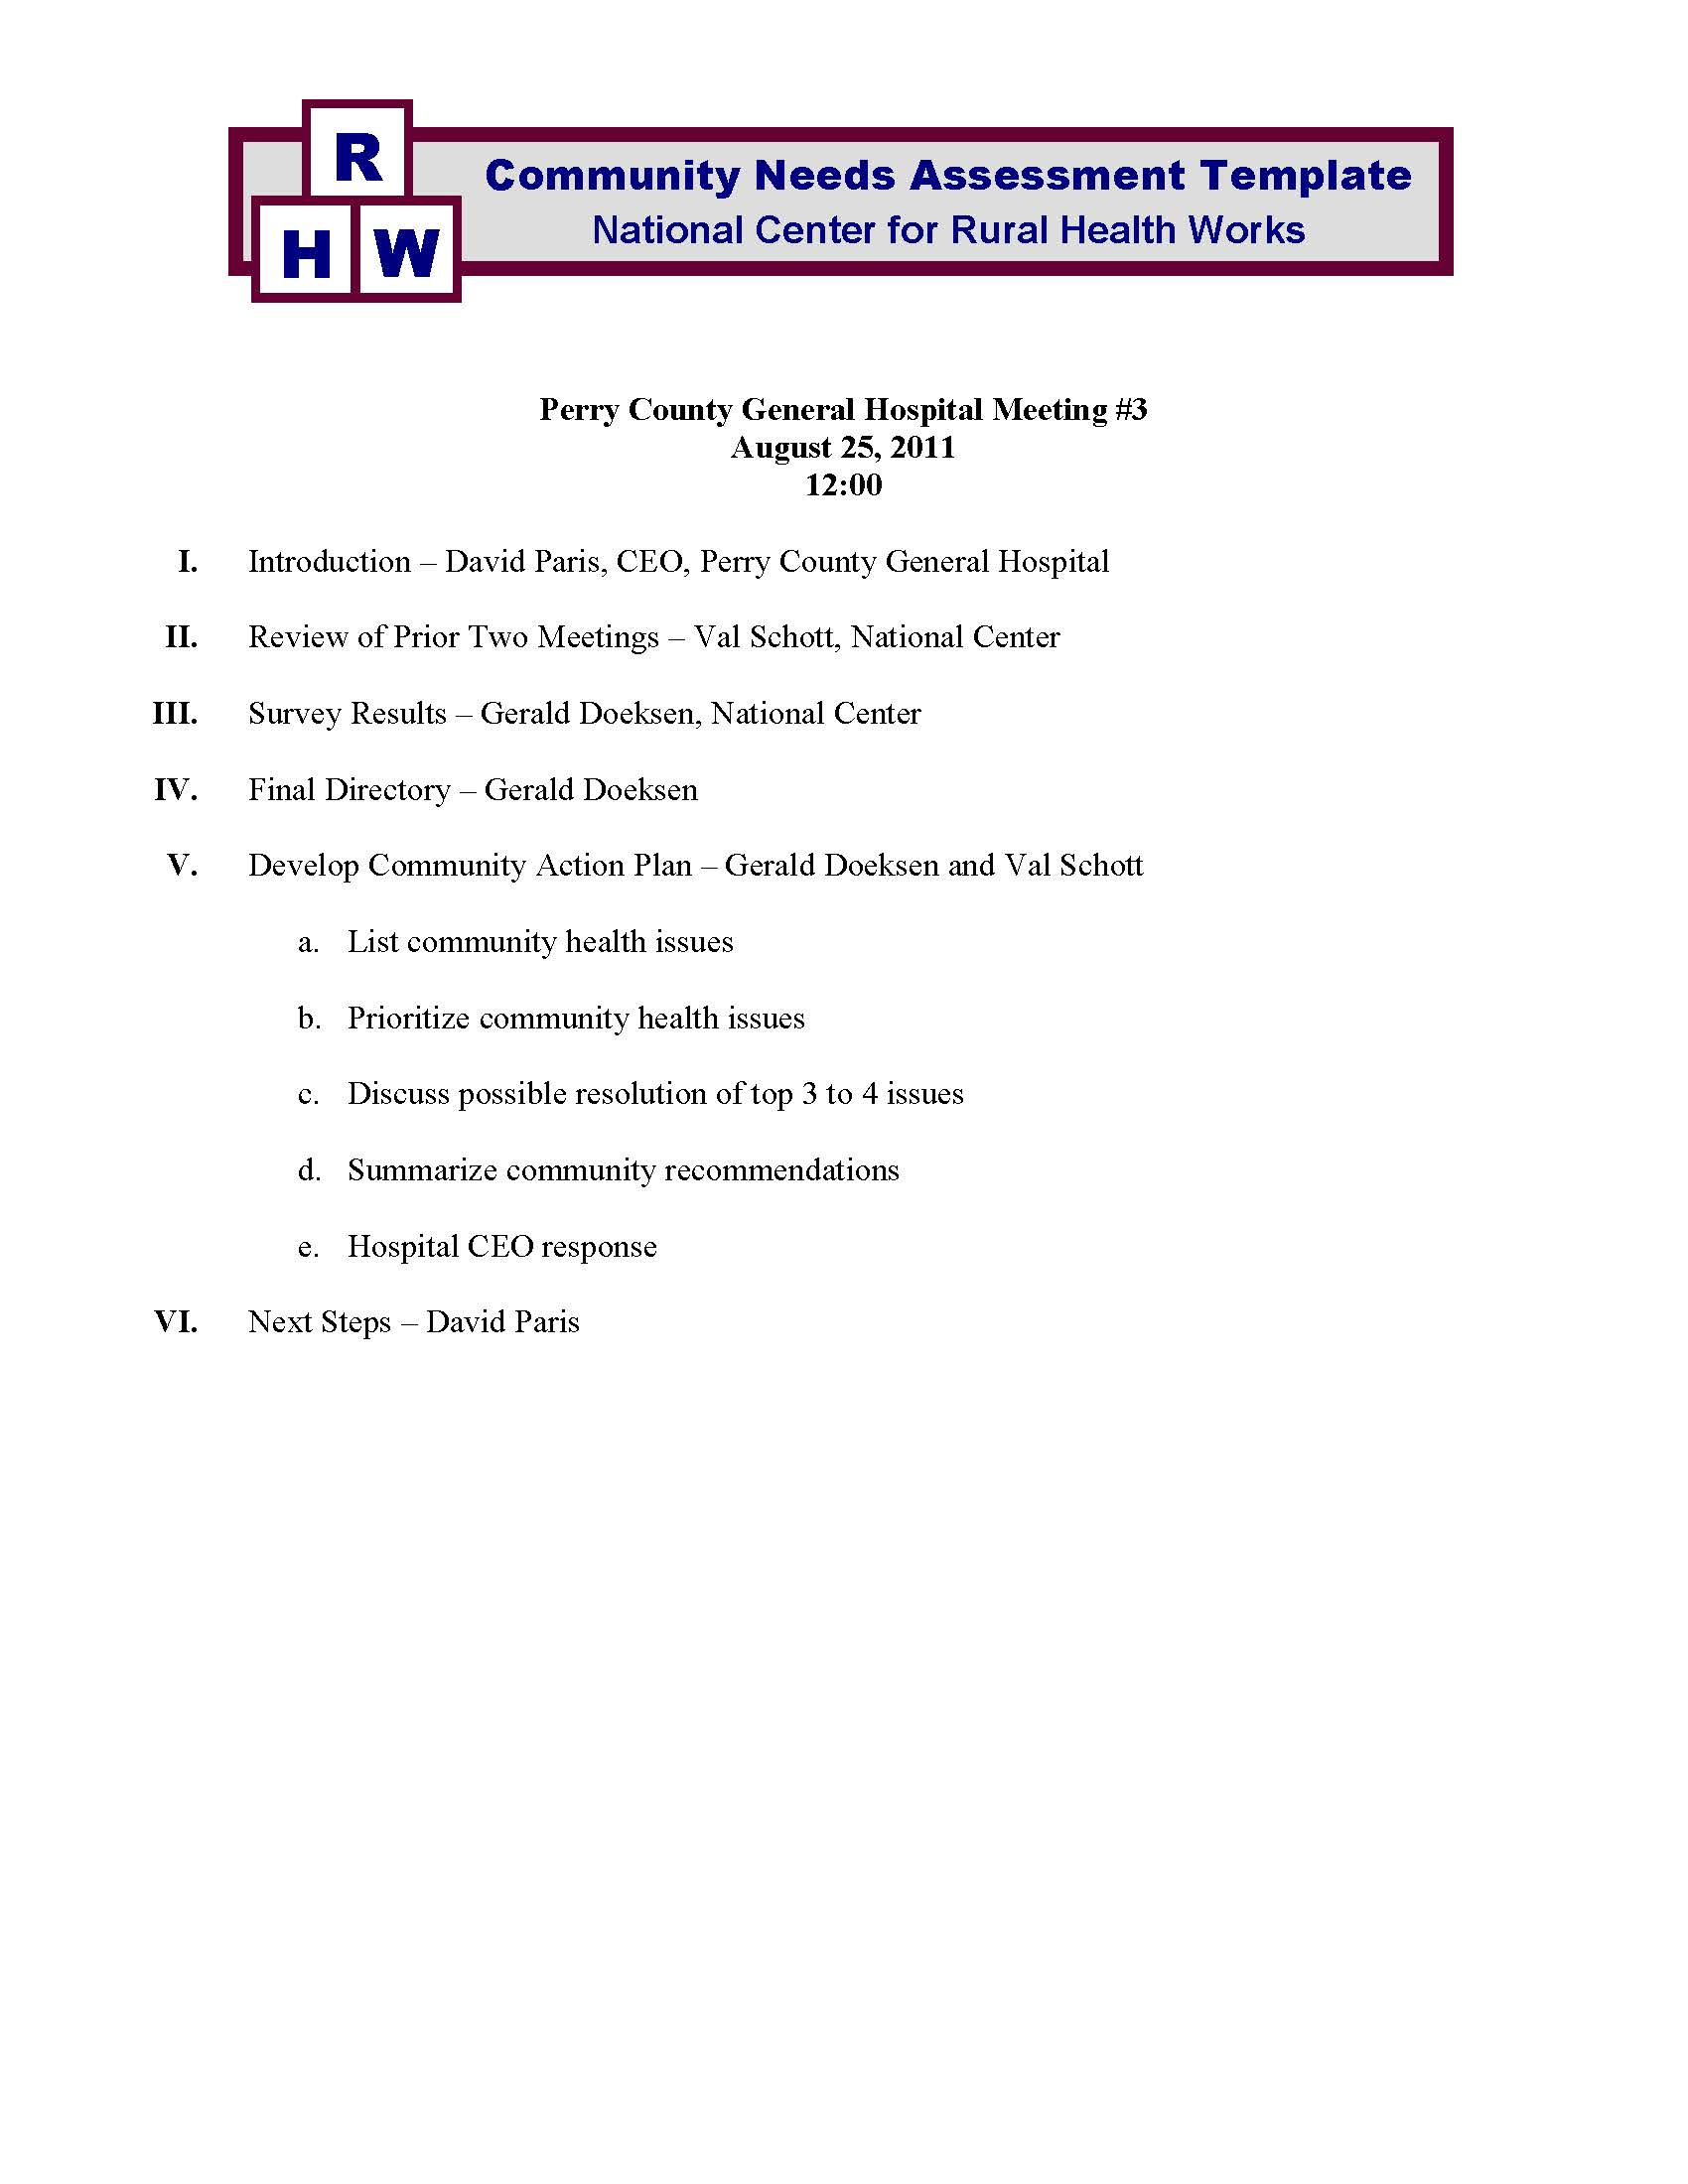 R
H W
Community Needs Assessment Template
National Center for Rural Health Works
Perry County General Hospital Meeting #3
August 25, 2011
12:00
I. Introduction – David Paris, CEO, Perry County General Hospital
II. Review of Prior Two Meetings – Val Schott, National Center
III. Survey Results – Gerald Doeksen, National Center
IV. Final Directory – Gerald Doeksen
V. Develop Community Action Plan – Gerald Doeksen and Val Schott
a. List community health issues
b. Prioritize community health issues
c. Discuss possible resolution of top 3 to 4 issues
d. Summarize community recommendations
e. Hospital CEO response
VI. Next Steps – David Paris